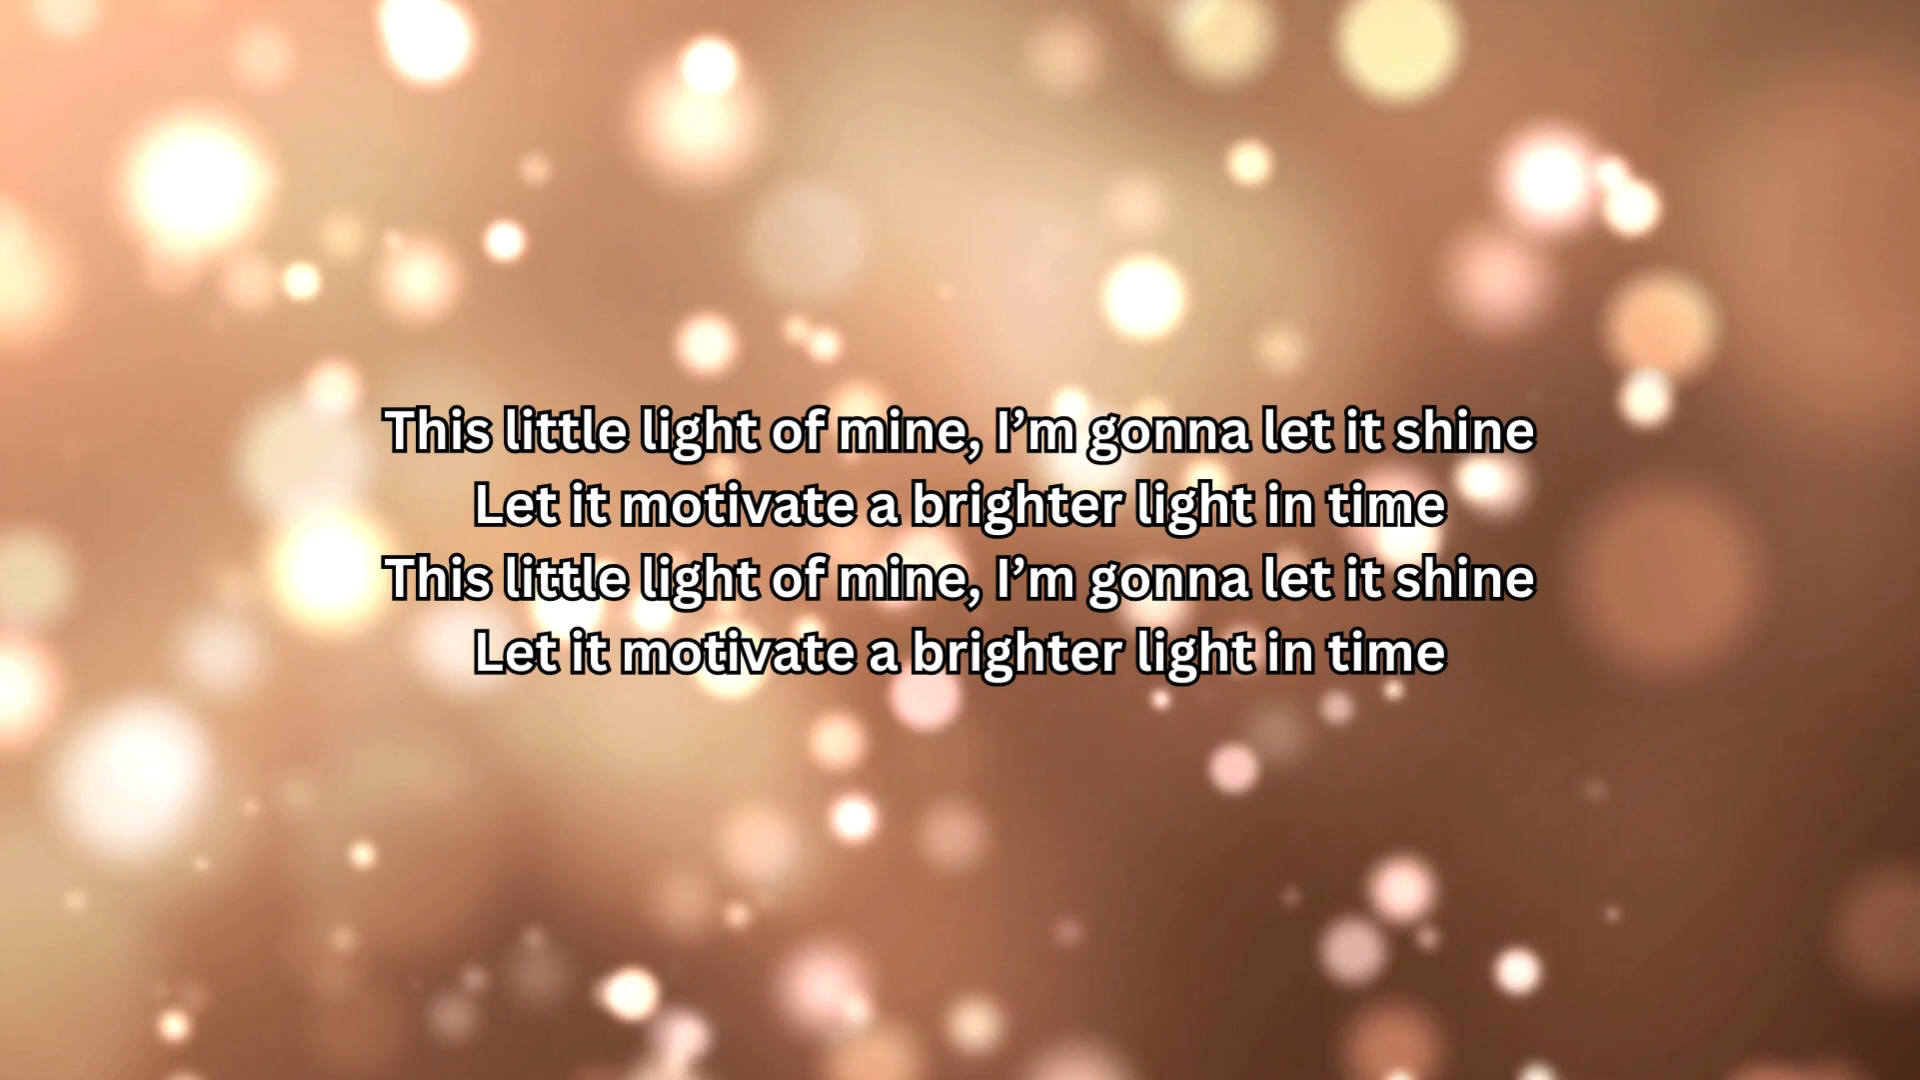 This little light of mine, I’m gonna let it shine
Let it motivate a brighter light in time
This little light of mine, I’m gonna let it shine
Let it motivate a brighter light in time